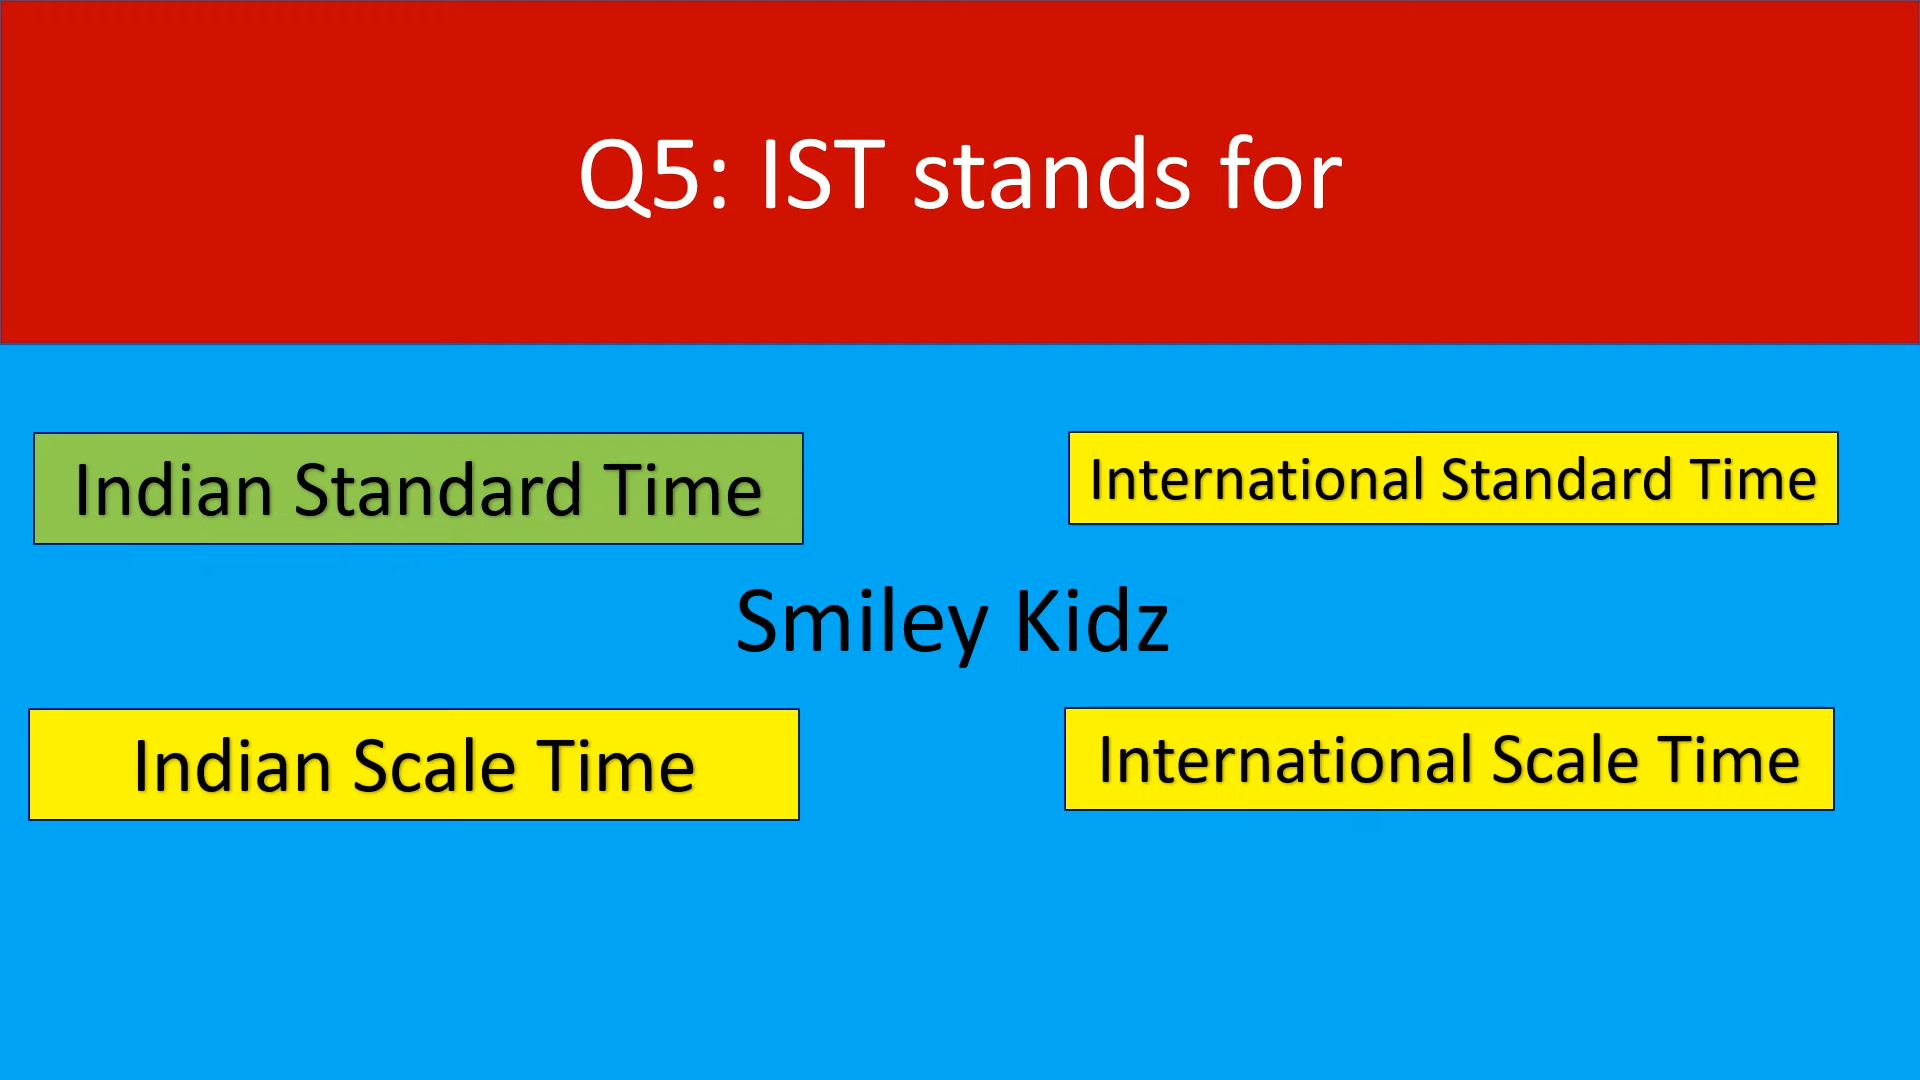 Q5: IST stands for
Indian Standard Time
International Standard Time
Smiley Kidz
Indian Scale Time
International Scale Time